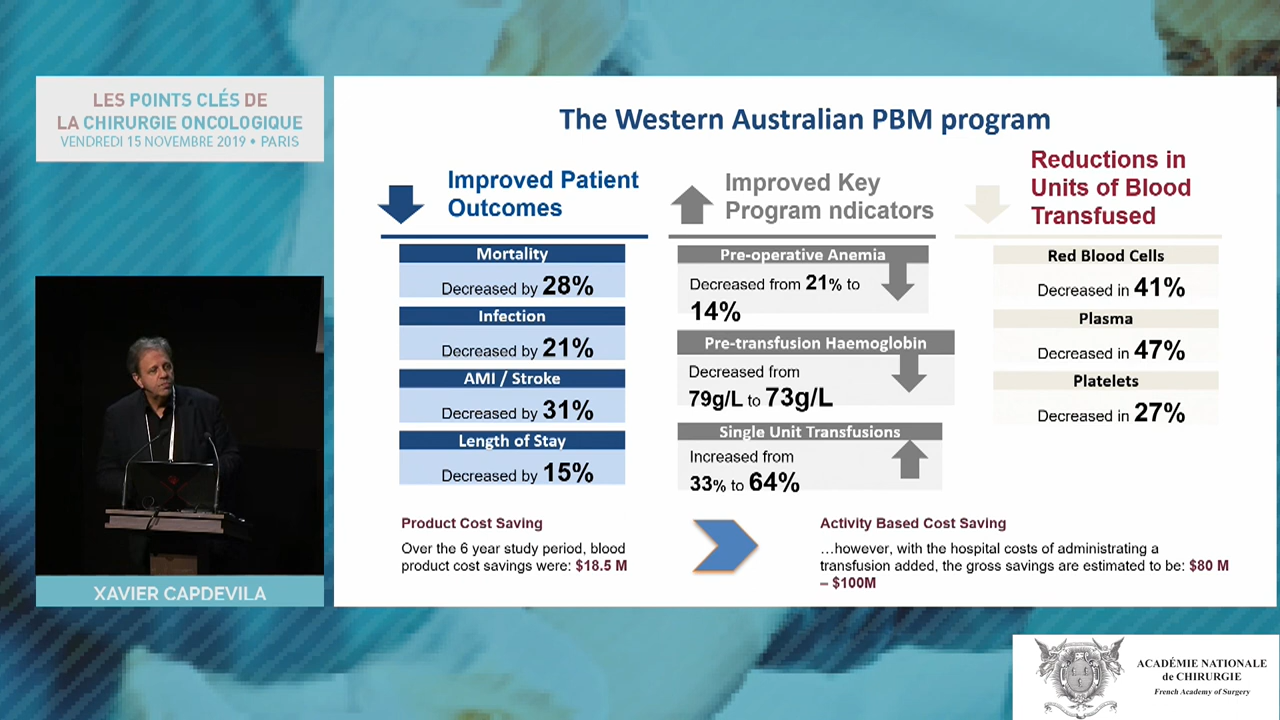 LES POINTS CLÉS DE
LA CHIRURGIE ONCOLOGIQUE
VENDREDI 15 NOVEMBRE 2019 • PARIS
XAVIER CAPDEVILA
The Western Australian PBM program
Improved Patient
Outcomes
Mortality
Decreased by 28%
Infection
Decreased by 21%
AMI / Stroke
Decreased by 31%
Length of Stay
Decreased by 15%
Improved Key
Program ndicators
Pre-operative Anemia
Decreased from 21% to
14%
Pre-transfusion Haemoglobin
Decreased from
79g/L to 73g/L
Single Unit Transfusions
Increased from
33% to 64%
Reductions in
Units of Blood
Transfused
Red Blood Cells
Decreased in 41%
Plasma
Decreased in 47%
Platelets
Decreased in 27%
Product Cost Saving
Over the 6 year study period, blood
product cost savings were: $18.5 M
Activity Based Cost Saving
…however, with the hospital costs of administrating a
transfusion added, the gross savings are estimated to be: $80 M
– $100M
ACADÉMIE NATIONALE
de CHIRURGIE
French Academy of Surgery